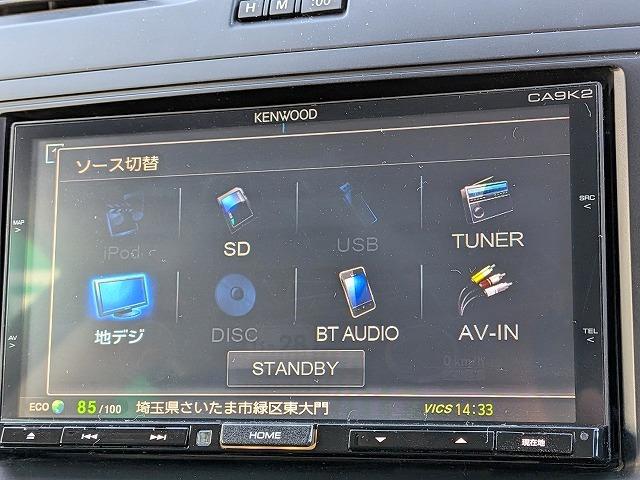 H M :00
CA9K2
KENWOOD
ソース切替
MAP
SRC
iPod
SD
USB
TUNER
地デジ
DISC
BT AUDIO
AV-IN
AV
TEL
STANDBY
ECO 85/100 埼玉県さいたま市緑区東大門 VICS 14:33
HOME
現在地